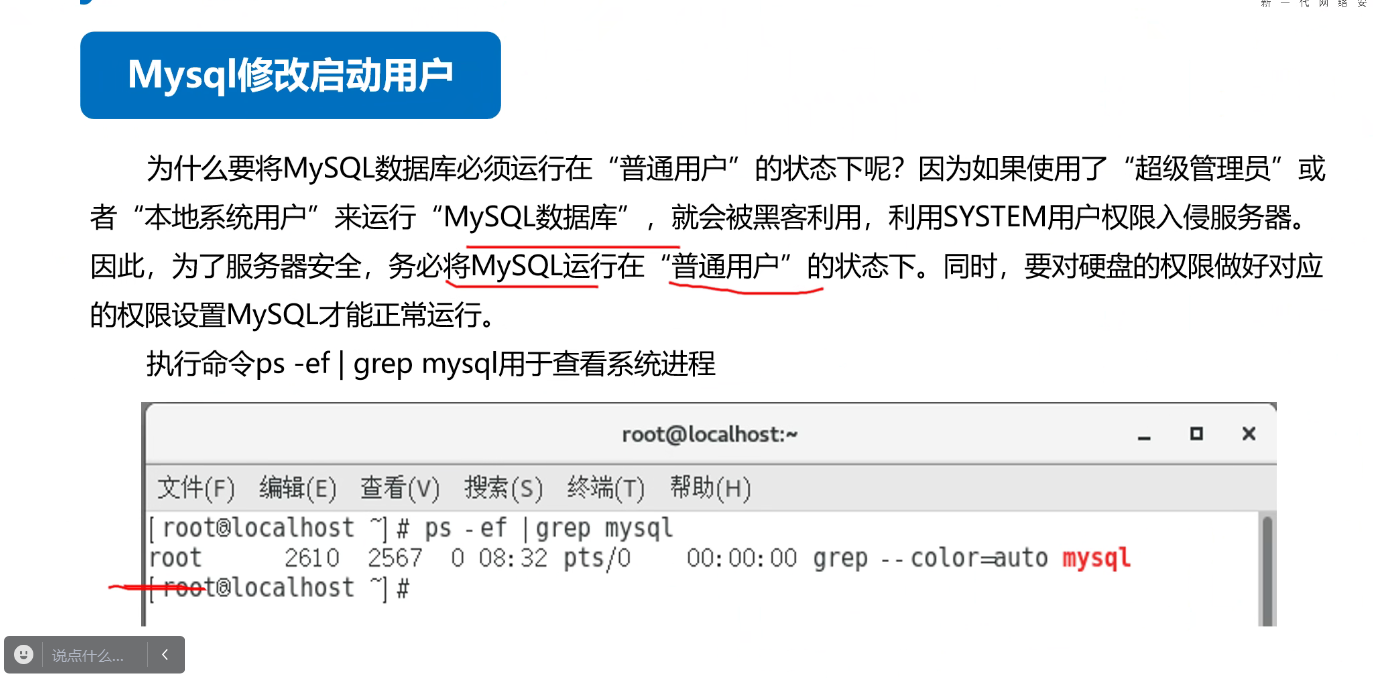 新一代网络安
Mysql修改启动用户
为什么要将MySQL数据库必须运行在“普通用户”的状态下呢？因为如果使用了“超级管理员”或
者“本地系统用户”来运行“MySQL数据库”，就会被黑客利用，利用SYSTEM用户权限入侵服务器。
因此，为了服务器安全，务必将MySQL运行在“普通用户”的状态下。同时，要对硬盘的权限做好对应
的权限设置MySQL才能正常运行。
执行命令ps -ef | grep mysql用于查看系统进程
root@localhost:~
文件(F) 编辑(E) 查看(V) 搜索(S) 终端(T) 帮助(H)
[root@localhost ~]# ps -ef |grep mysql
root 2610 2567 0 08:32 pts/0 00:00:00 grep --color=auto mysql
[root@localhost ~]#
说点什么...